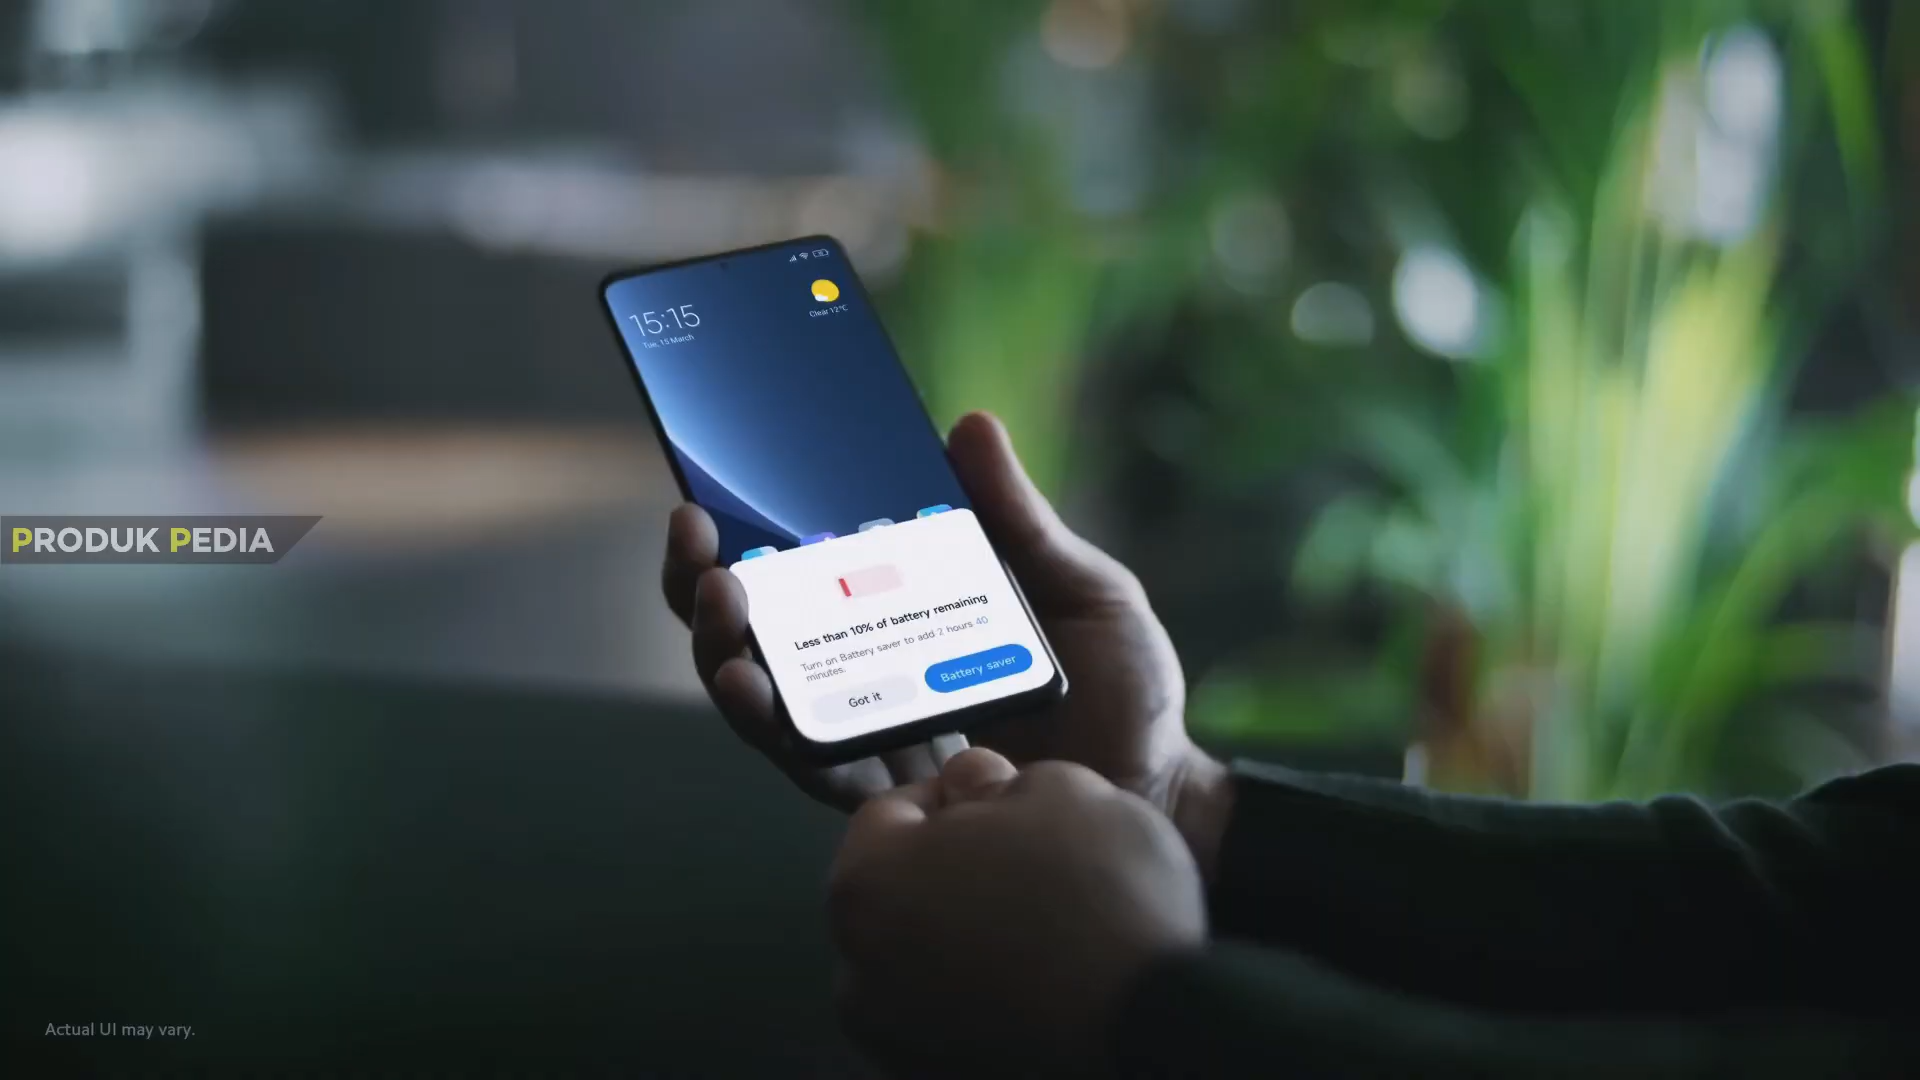 15:15
Tue, 15 March
Clear 12°C
PRODUK PEDIA
Less than 10% of battery remaining
Turn on Battery saver to add 2 hours 40
minutes.
Got it
Battery saver
Actual UI may vary.